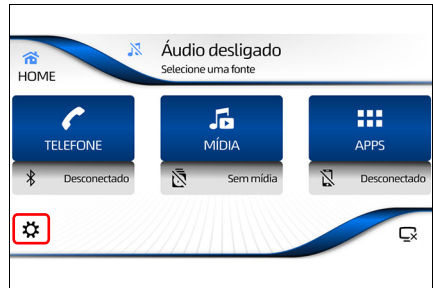 Áudio desligado
Selecione uma fonte
HOME
TELEFONE
MÍDIA
APPS
Desconectado
Sem mídia
Desconectado